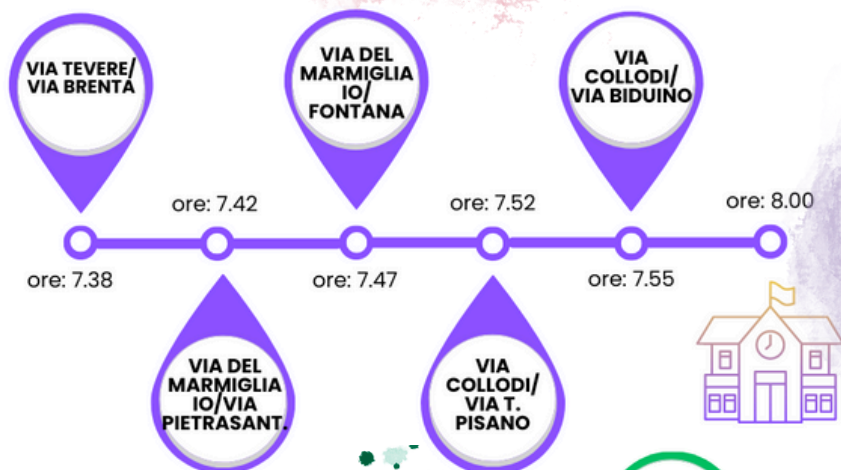 VIA TEVERE/
VIA BRENTA
VIA DEL
MARMIGLIA
IO/
FONTANA
VIA
COLLODI/
VIA BIDUINO
ore: 7.42
ore: 7.52
ore: 8.00
ore: 7.38
ore: 7.47
ore: 7.55
VIA DEL
MARMIGLIA
IO/VIA
PIETRASANT.
VIA
COLLODI/
VIA T.
PISANO